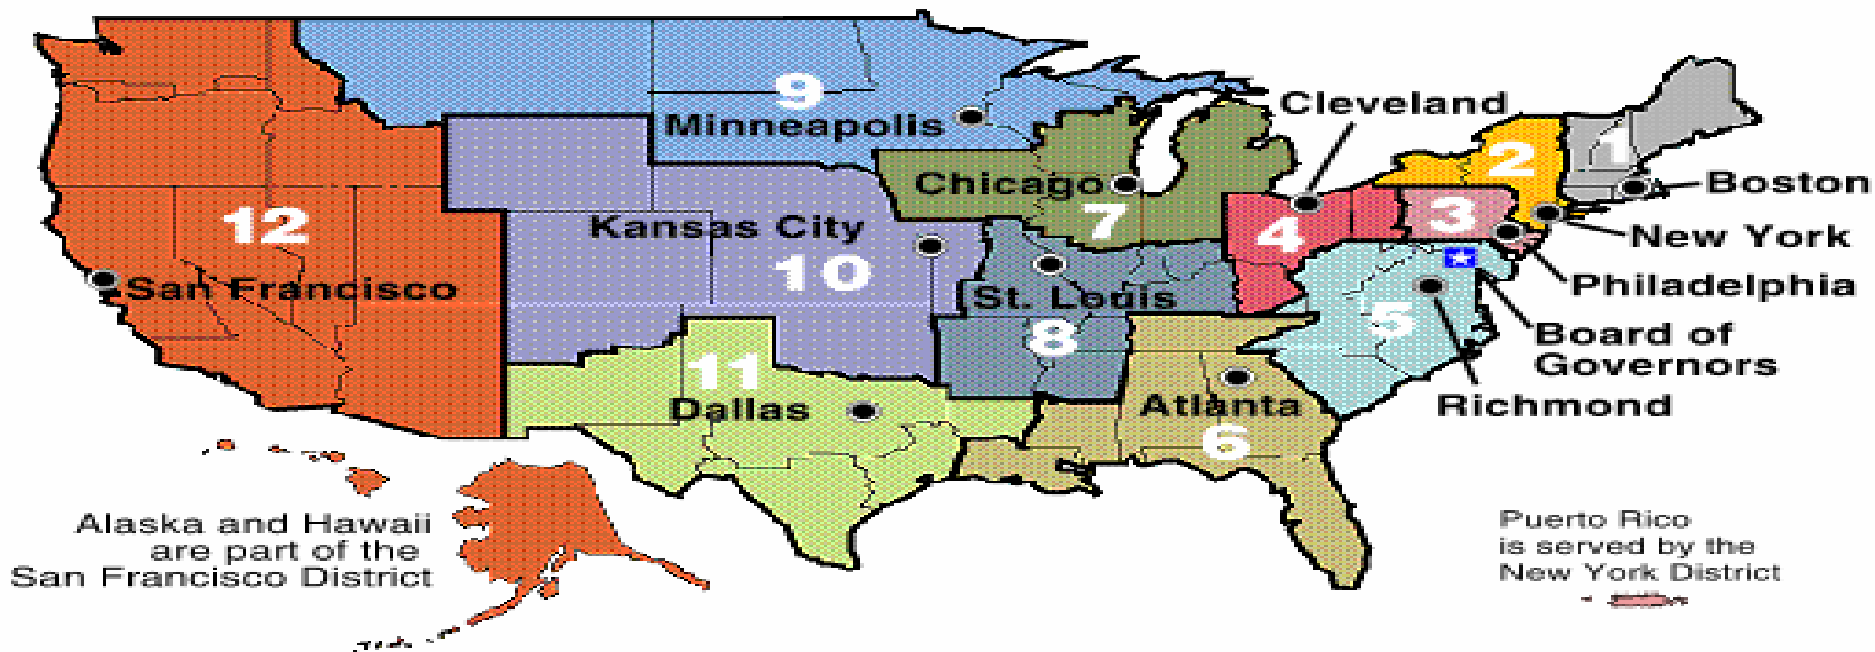 9
Minneapolis
Cleveland
2
1
Boston
Chicago
7
3
4
New York
12
Kansas City
10
San Francisco
St. Louis
8
5
Philadelphia
Board of
Governors
Richmond
11
Dallas
Atlanta
6
Alaska and Hawaii
are part of the
San Francisco District
Puerto Rico
is served by the
New York District